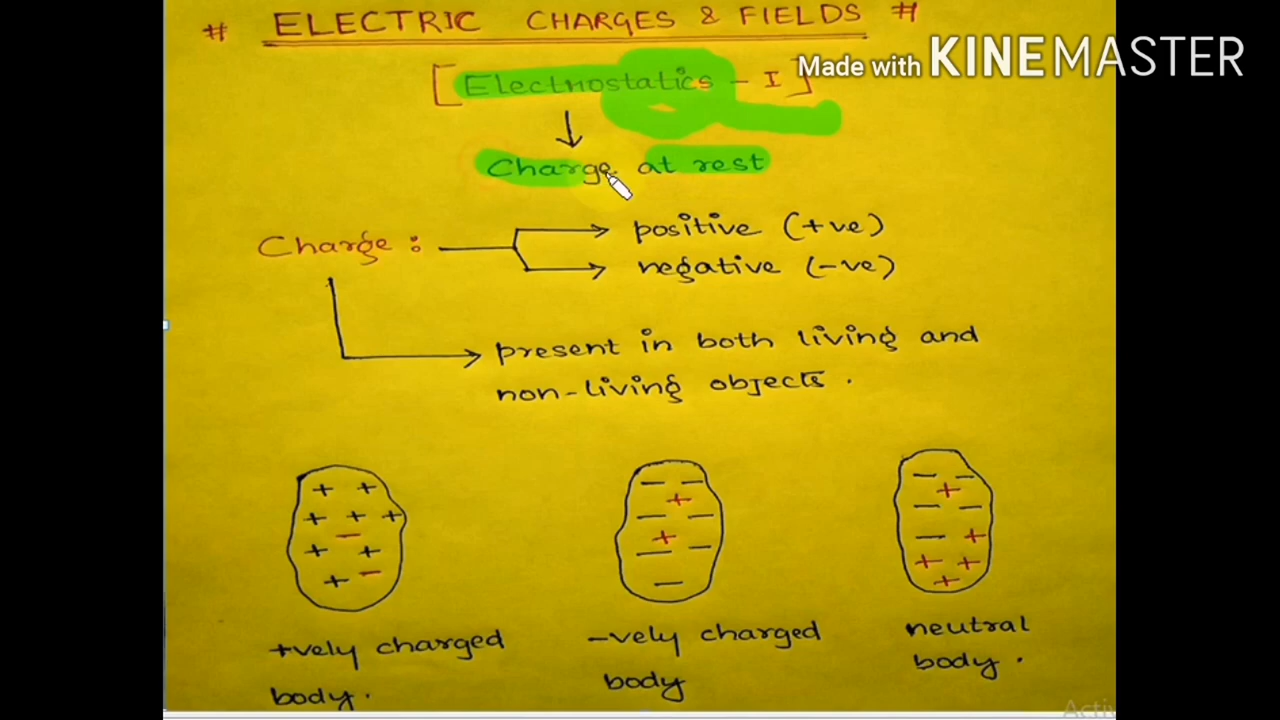 # ELECTRIC CHARGES & FIELDS #
Made with KINEMASTER
[Electrostatics - I]
Charge at rest
Charge : positive (+ve)
negative (-ve)
present in both living and
non-living objects.
+vely charged
body.
-vely charged
body
neutral
body.